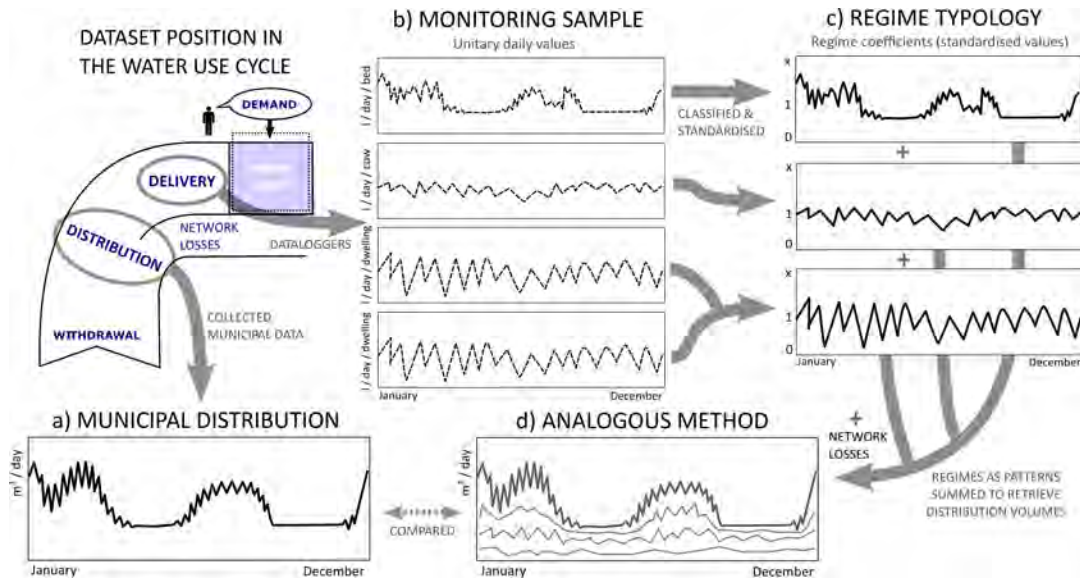 DATASET POSITION IN
THE WATER USE CYCLE
DEMAND
DELIVERY
DISTRIBUTION
NETWORK
LOSSES
DATALOGGERS
WITHDRAWAL
COLLECTED
MUNICIPAL DATA
b) MONITORING SAMPLE
Unitary daily values
l / day / bed
l / day / cow
l / day / dwelling
l / day / dwelling
January
December
CLASSIFIED &
STANDARDISED
c) REGIME TYPOLOGY
Regime coefficients (standardised values)
x
1
0
+
x
1
0
+
x
1
0
January
December
a) MUNICIPAL DISTRIBUTION
m³ / day
January
December
COMPARED
d) ANALOGOUS METHOD
January
December
+
NETWORK
LOSSES
REGIMES AS PATTERNS
SUMMED TO RETRIEVE
DISTRIBUTION VOLUMES